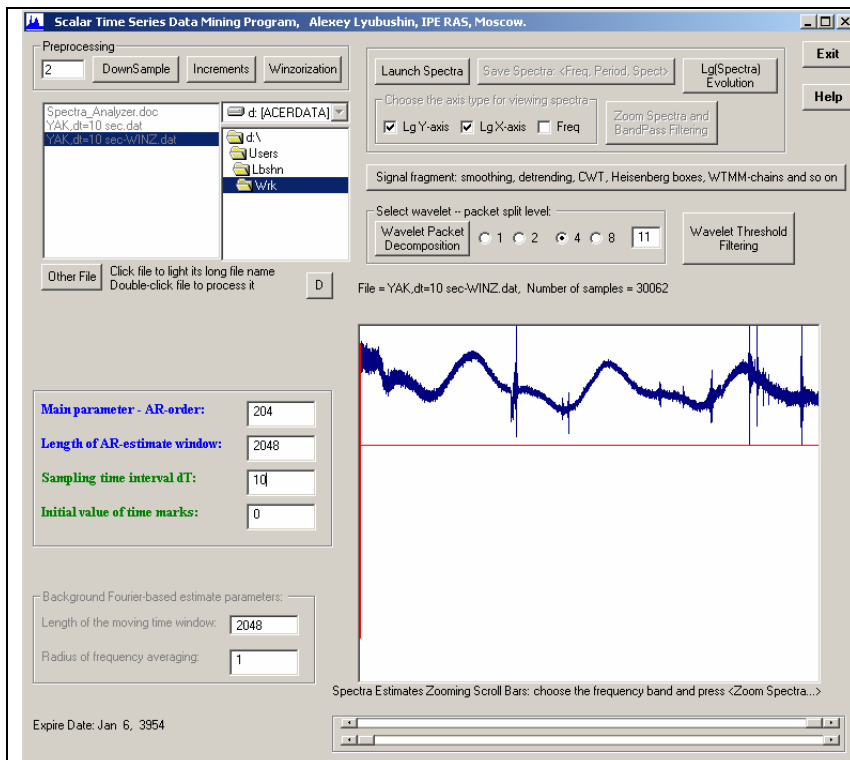 Scalar Time Series Data Mining Program, Alexey Lyubushin, IPE RAS, Moscow.
Preprocessing
2
DownSample
Increments
Winzorization
Spectra_Analyzer.doc
YAK,dt=10 sec.dat
YAK,dt=10 sec-WINZ.dat
d: [ACERDATA]
d:\
Users
Lbshn
Wrk
Other File
Click file to light its long file name
Double-click file to process it
D
Launch Spectra
Save Spectra: <Freq, Period, Spect>
Lg(Spectra)
Evolution
Exit
Help
Choose the axis type for viewing spectra
Lg Y-axis
Lg X-axis
Freq
Zoom Spectra and
BandPass Filtering
Signal fragment: smoothing, detrending, CWT, Heisenberg boxes, WTMM-chains and so on
Select wavelet -- packet split level:
Wavelet Packet
Decomposition
1
2
4
8
11
Wavelet Threshold
Filtering
File = YAK,dt=10 sec-WINZ.dat, Number of samples = 30062
Main parameter - AR-order:
204
Length of AR-estimate window:
2048
Sampling time interval dT:
10
Initial value of time marks:
0
Background Fourier-based estimate parameters:
Length of the moving time window:
2048
Radius of frequency averaging:
1
Spectra Estimates Zooming Scroll Bars: choose the frequency band and press <Zoom Spectra...>
Expire Date: Jan 6, 3954